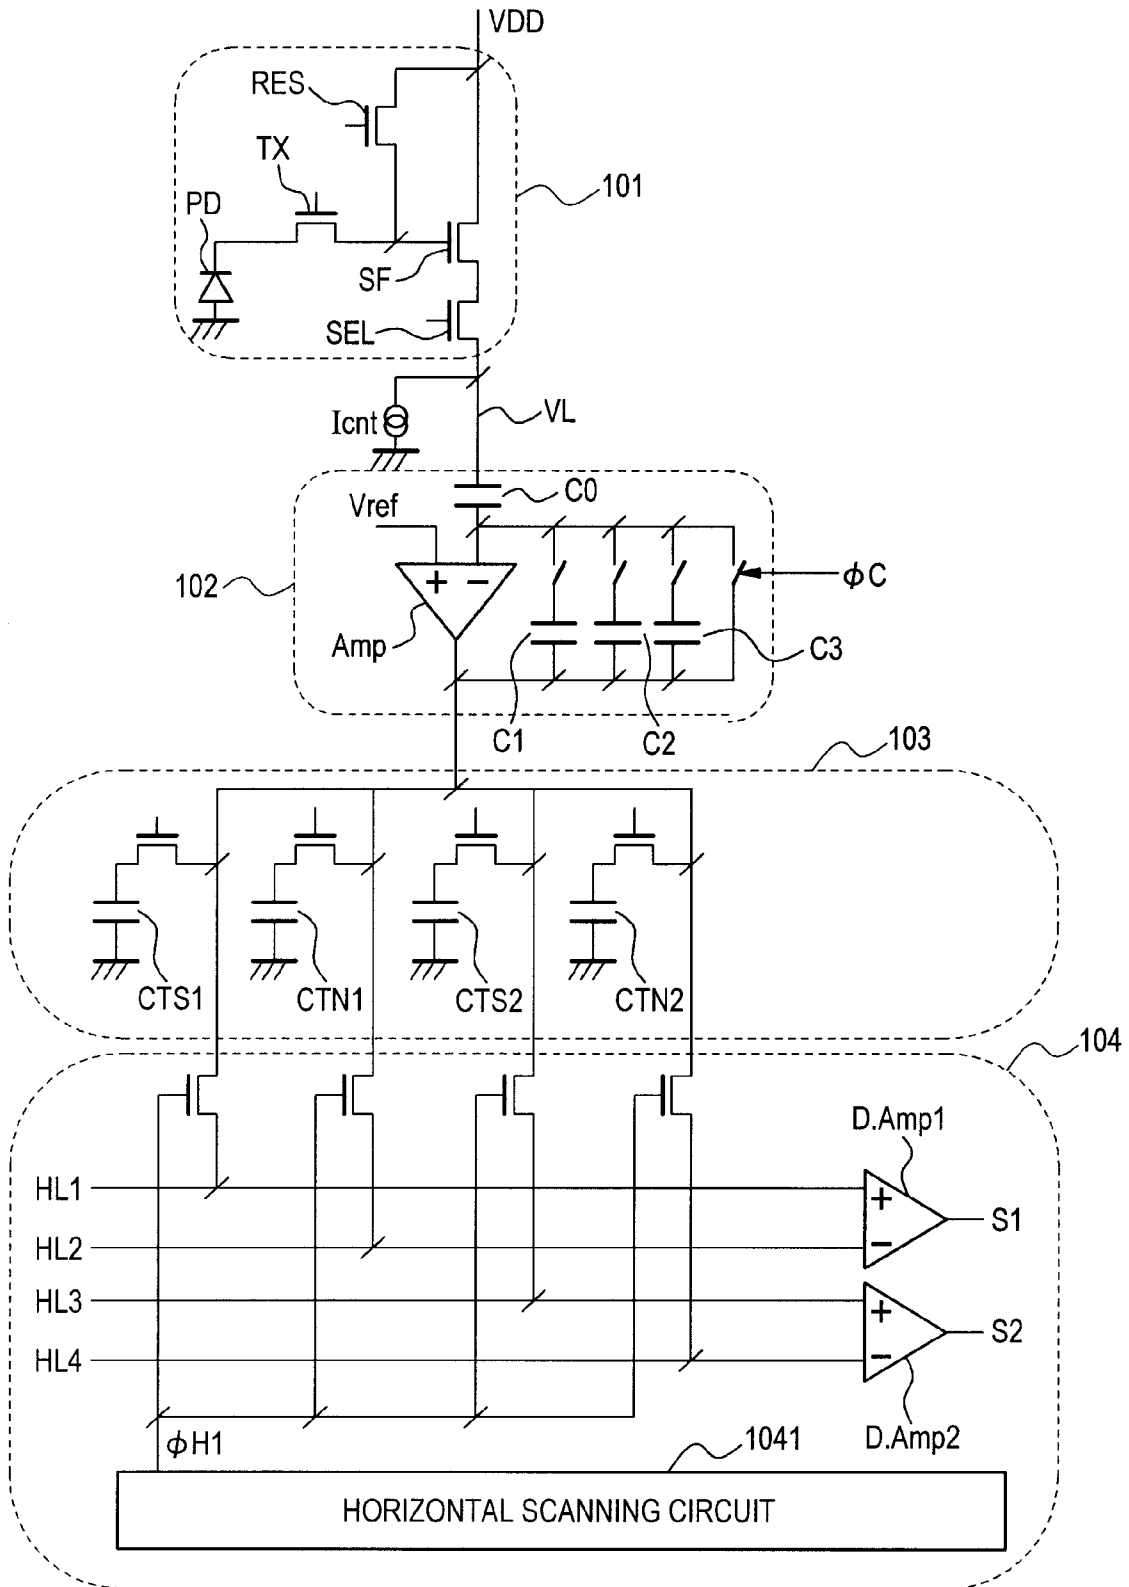 VDD
RES
TX
101
PD
SF
SEL
Icnt
VL
C0
Vref
102
ϕC
Amp
C3
C1
C2
103
CTS1
CTN1
CTS2
CTN2
104
D.Amp1
HL1
S1
HL2
HL3
S2
HL4
D.Amp2
ϕH1
1041
HORIZONTAL SCANNING CIRCUIT